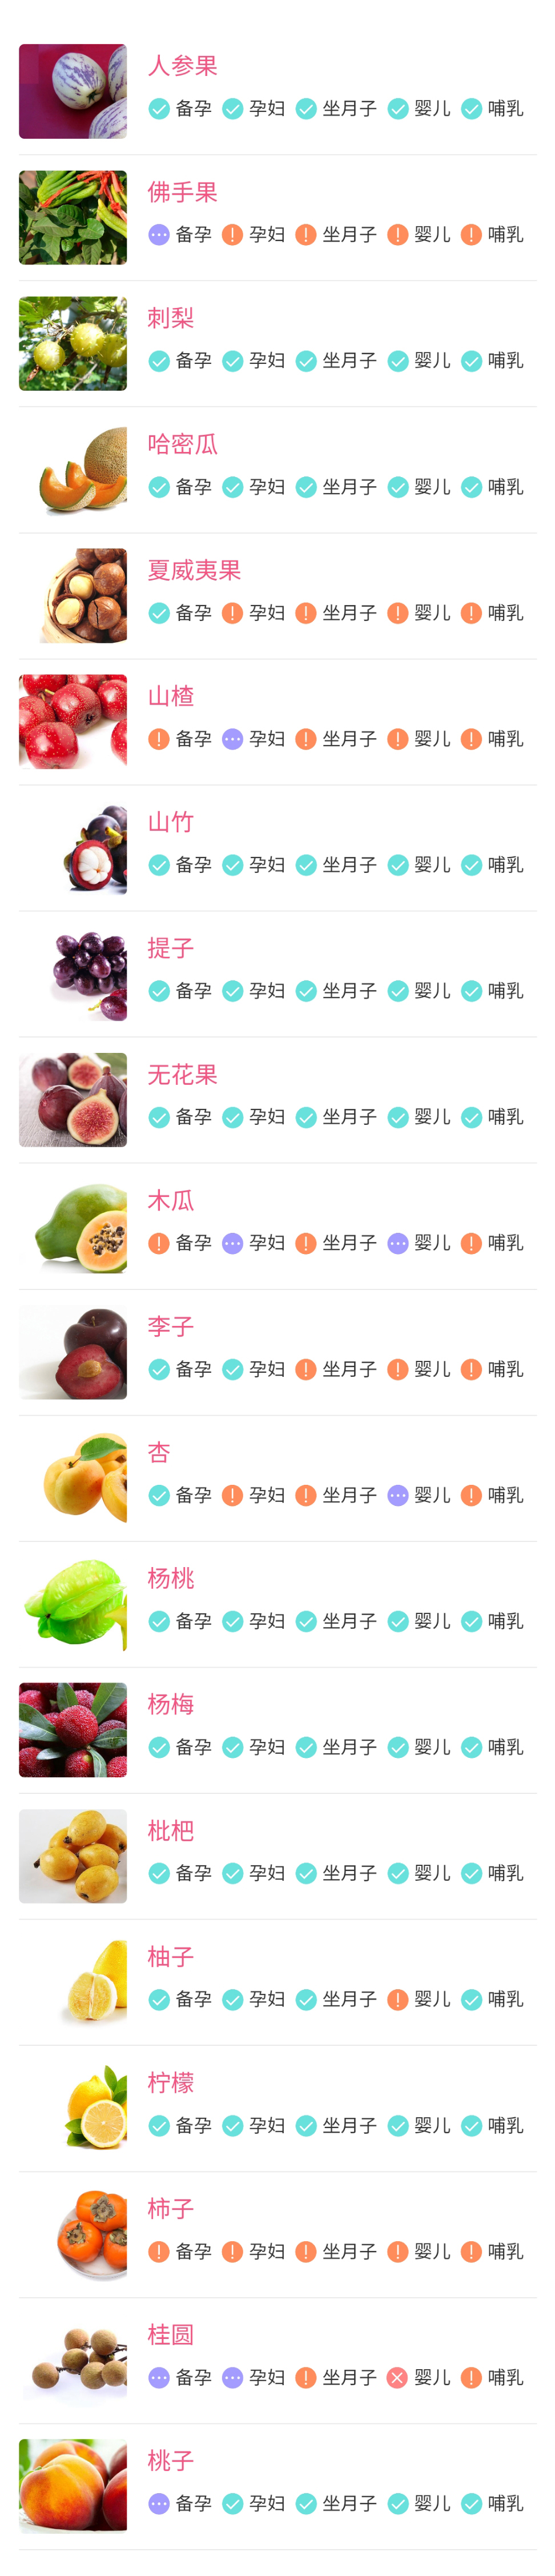 人参果
备孕 孕妇 坐月子 婴儿 哺乳
佛手果
备孕 孕妇 坐月子 婴儿 哺乳
刺梨
备孕 孕妇 坐月子 婴儿 哺乳
哈密瓜
备孕 孕妇 坐月子 婴儿 哺乳
夏威夷果
备孕 孕妇 坐月子 婴儿 哺乳
山楂
备孕 孕妇 坐月子 婴儿 哺乳
山竹
备孕 孕妇 坐月子 婴儿 哺乳
提子
备孕 孕妇 坐月子 婴儿 哺乳
无花果
备孕 孕妇 坐月子 婴儿 哺乳
木瓜
备孕 孕妇 坐月子 婴儿 哺乳
李子
备孕 孕妇 坐月子 婴儿 哺乳
杏
备孕 孕妇 坐月子 婴儿 哺乳
杨桃
备孕 孕妇 坐月子 婴儿 哺乳
杨梅
备孕 孕妇 坐月子 婴儿 哺乳
枇杷
备孕 孕妇 坐月子 婴儿 哺乳
柚子
备孕 孕妇 坐月子 婴儿 哺乳
柠檬
备孕 孕妇 坐月子 婴儿 哺乳
柿子
备孕 孕妇 坐月子 婴儿 哺乳
桂圆
备孕 孕妇 坐月子 婴儿 哺乳
桃子
备孕 孕妇 坐月子 婴儿 哺乳